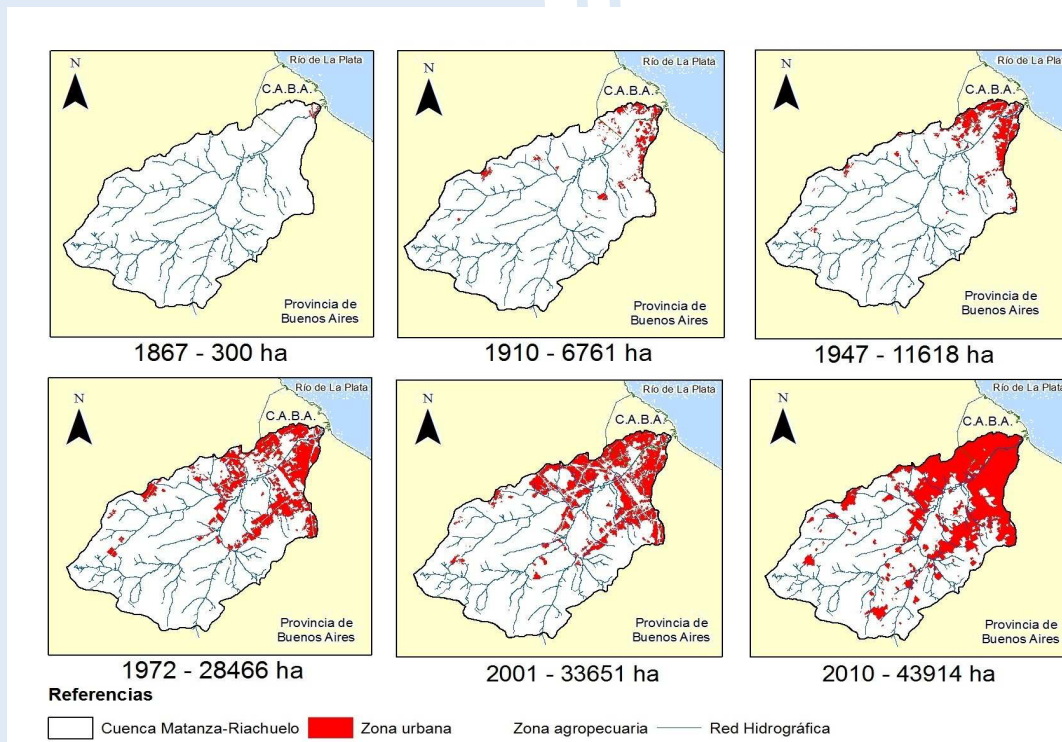 N
Río de La Plata
C.A.B.A.
Provincia de
Buenos Aires
1867 - 300 ha
N
Río de La Plata
C.A.B.A.
Provincia de
Buenos Aires
1910 - 6761 ha
N
Río de La Pla
C.A.B.A.
Provincia de
Buenos Aires
1947 - 11618 ha
N
Río de La Plata
C.A.B.A.
Provincia de
Buenos Aires
1972 - 28466 ha
N
Río de La Plata
C.A.B.A.
Provincia de
Buenos Aires
2001 - 33651 ha
N
Río de La Pla
C.A.B.A.
Provincia de
Buenos Aires
2010 - 43914 ha
Referencias
Cuenca Matanza-Riachuelo Zona urbana Zona agropecuaria Red Hidrográfica